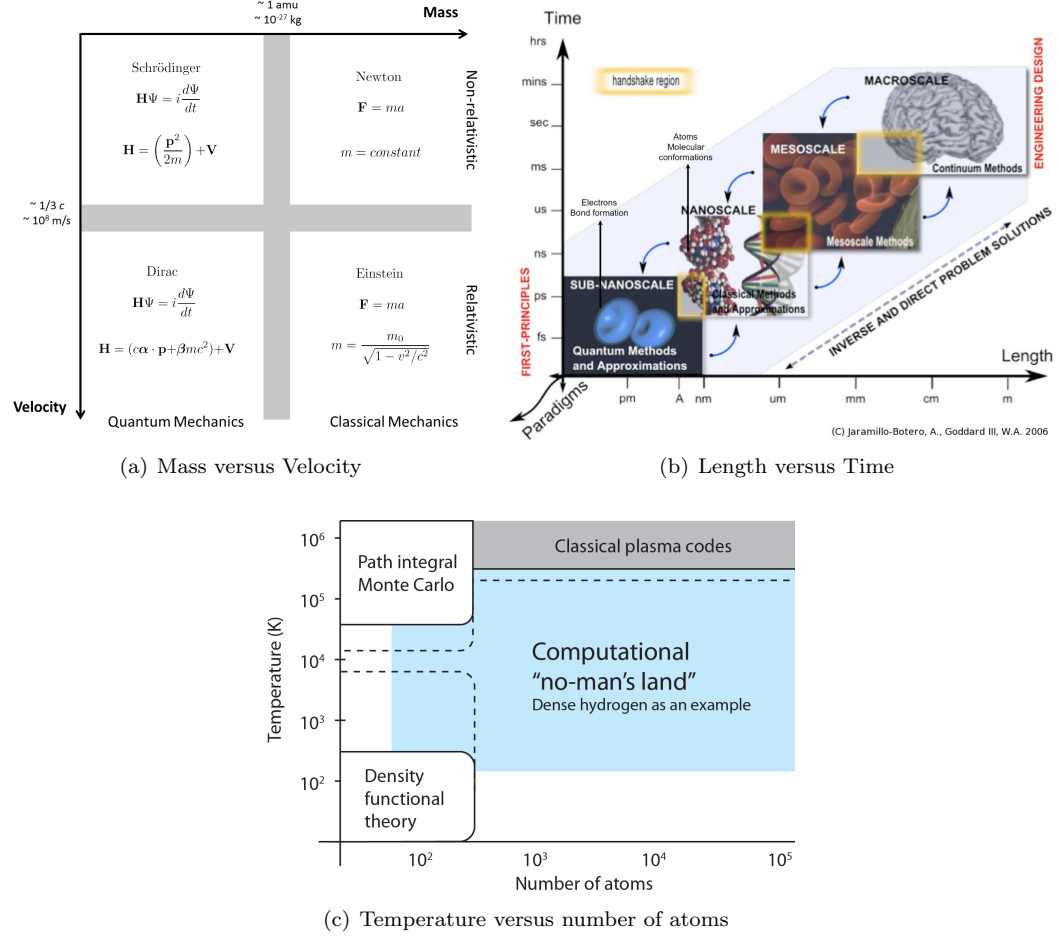 ~ 1 amu
~ 10⁻²⁷ kg
Mass
Schrödinger
HΨ = i dΨ/dt
H = (p²/2m) +V
Newton
F = ma
m = constant
Non-relativistic
~ 1/3 c
~ 10⁸ m/s
Dirac
HΨ = i dΨ/dt
H = (cα · p+βmc²)+V
Einstein
F = ma
m = m₀/√(1 − v²/c²)
Relativistic
Velocity
Quantum Mechanics
Classical Mechanics
(a) Mass versus Velocity
Time
hrs
mins
sec
ms
us
ns
ps
fs
handshake region
MACROSCALE
Continuum Methods
ENGINEERING DESIGN
Atoms
Molecular
conformations
MESOSCALE
Mesoscale Methods
Electrons
Bond formation
NANOSCALE
Classical Methods
and Approximations
SUB-NANOSCALE
Quantum Methods
and Approximations
FIRST-PRINCIPLES
INVERSE AND DIRECT PROBLEM SOLUTIONS
Length
Paradigms
pm
A
nm
um
mm
cm
m
(C) Jaramillo-Botero, A., Goddard III, W.A. 2006
(b) Length versus Time
Temperature (K)
10⁶
10⁵
10⁴
10³
10²
Path integral
Monte Carlo
Classical plasma codes
Computational
“no-man’s land”
Dense hydrogen as an example
Density
functional
theory
10²
10³
10⁴
10⁵
Number of atoms
(c) Temperature versus number of atoms